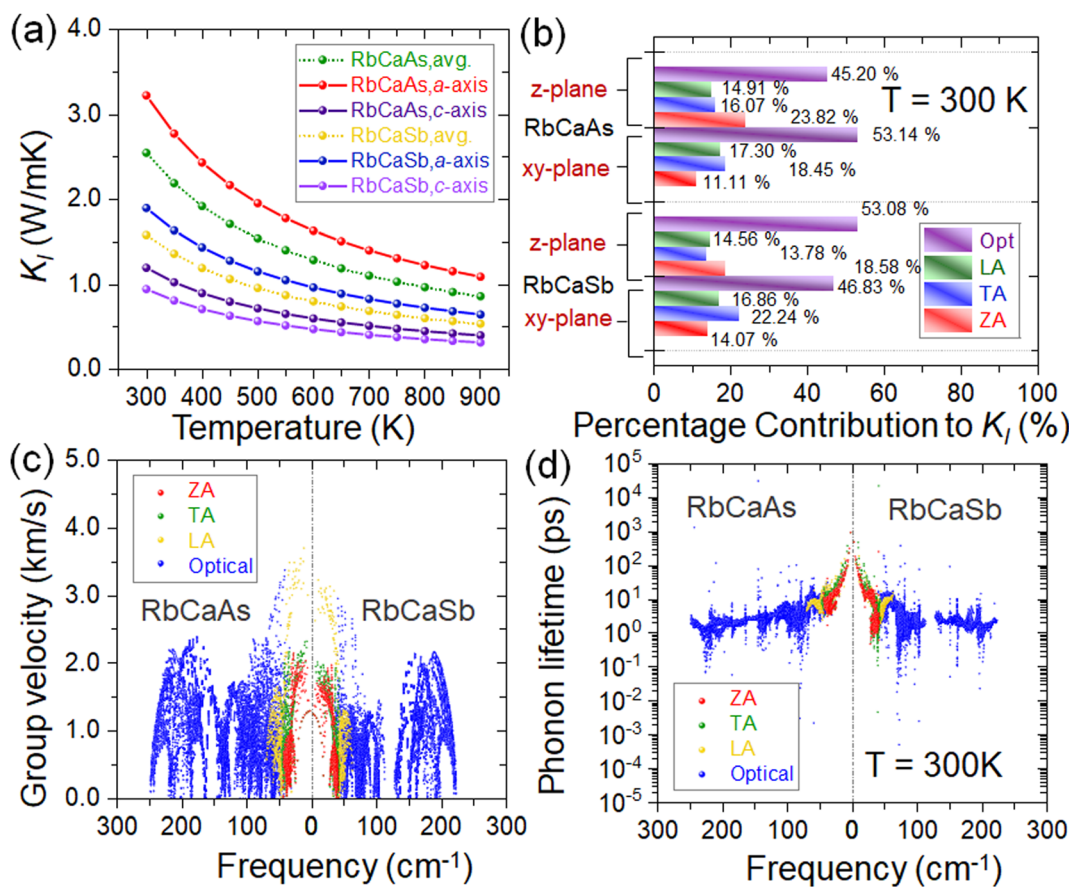 (a)
4.0
3.0
2.0
1.0
0.0
K_l (W/mK)
RbCaAs,avg.
RbCaAs,a-axis
RbCaAs,c-axis
RbCaSb,avg.
RbCaSb,a-axis
RbCaSb,c-axis
300 400 500 600 700 800 900
Temperature (K)
(b)
T = 300 K
z-plane
RbCaAs
xy-plane
z-plane
RbCaSb
xy-plane
45.20 %
14.91 %
16.07 %
23.82 %
53.14 %
17.30 %
18.45 %
11.11 %
53.08 %
14.56 %
13.78 %
18.58 %
46.83 %
16.86 %
22.24 %
14.07 %
Opt
LA
TA
ZA
0 20 40 60 80 100
Percentage Contribution to K_l (%)
(c)
5.0
4.0
3.0
2.0
1.0
0.0
Group velocity (km/s)
ZA
TA
LA
Optical
RbCaAs
RbCaSb
300 200 100 0 100 200 300
Frequency (cm⁻¹)
(d)
10⁵
10⁴
10³
10²
10¹
10⁰
10⁻¹
10⁻²
10⁻³
10⁻⁴
10⁻⁵
Phonon lifetime (ps)
RbCaAs
RbCaSb
ZA
TA
LA
Optical
T = 300K
300 200 100 0 100 200 300
Frequency (cm⁻¹)